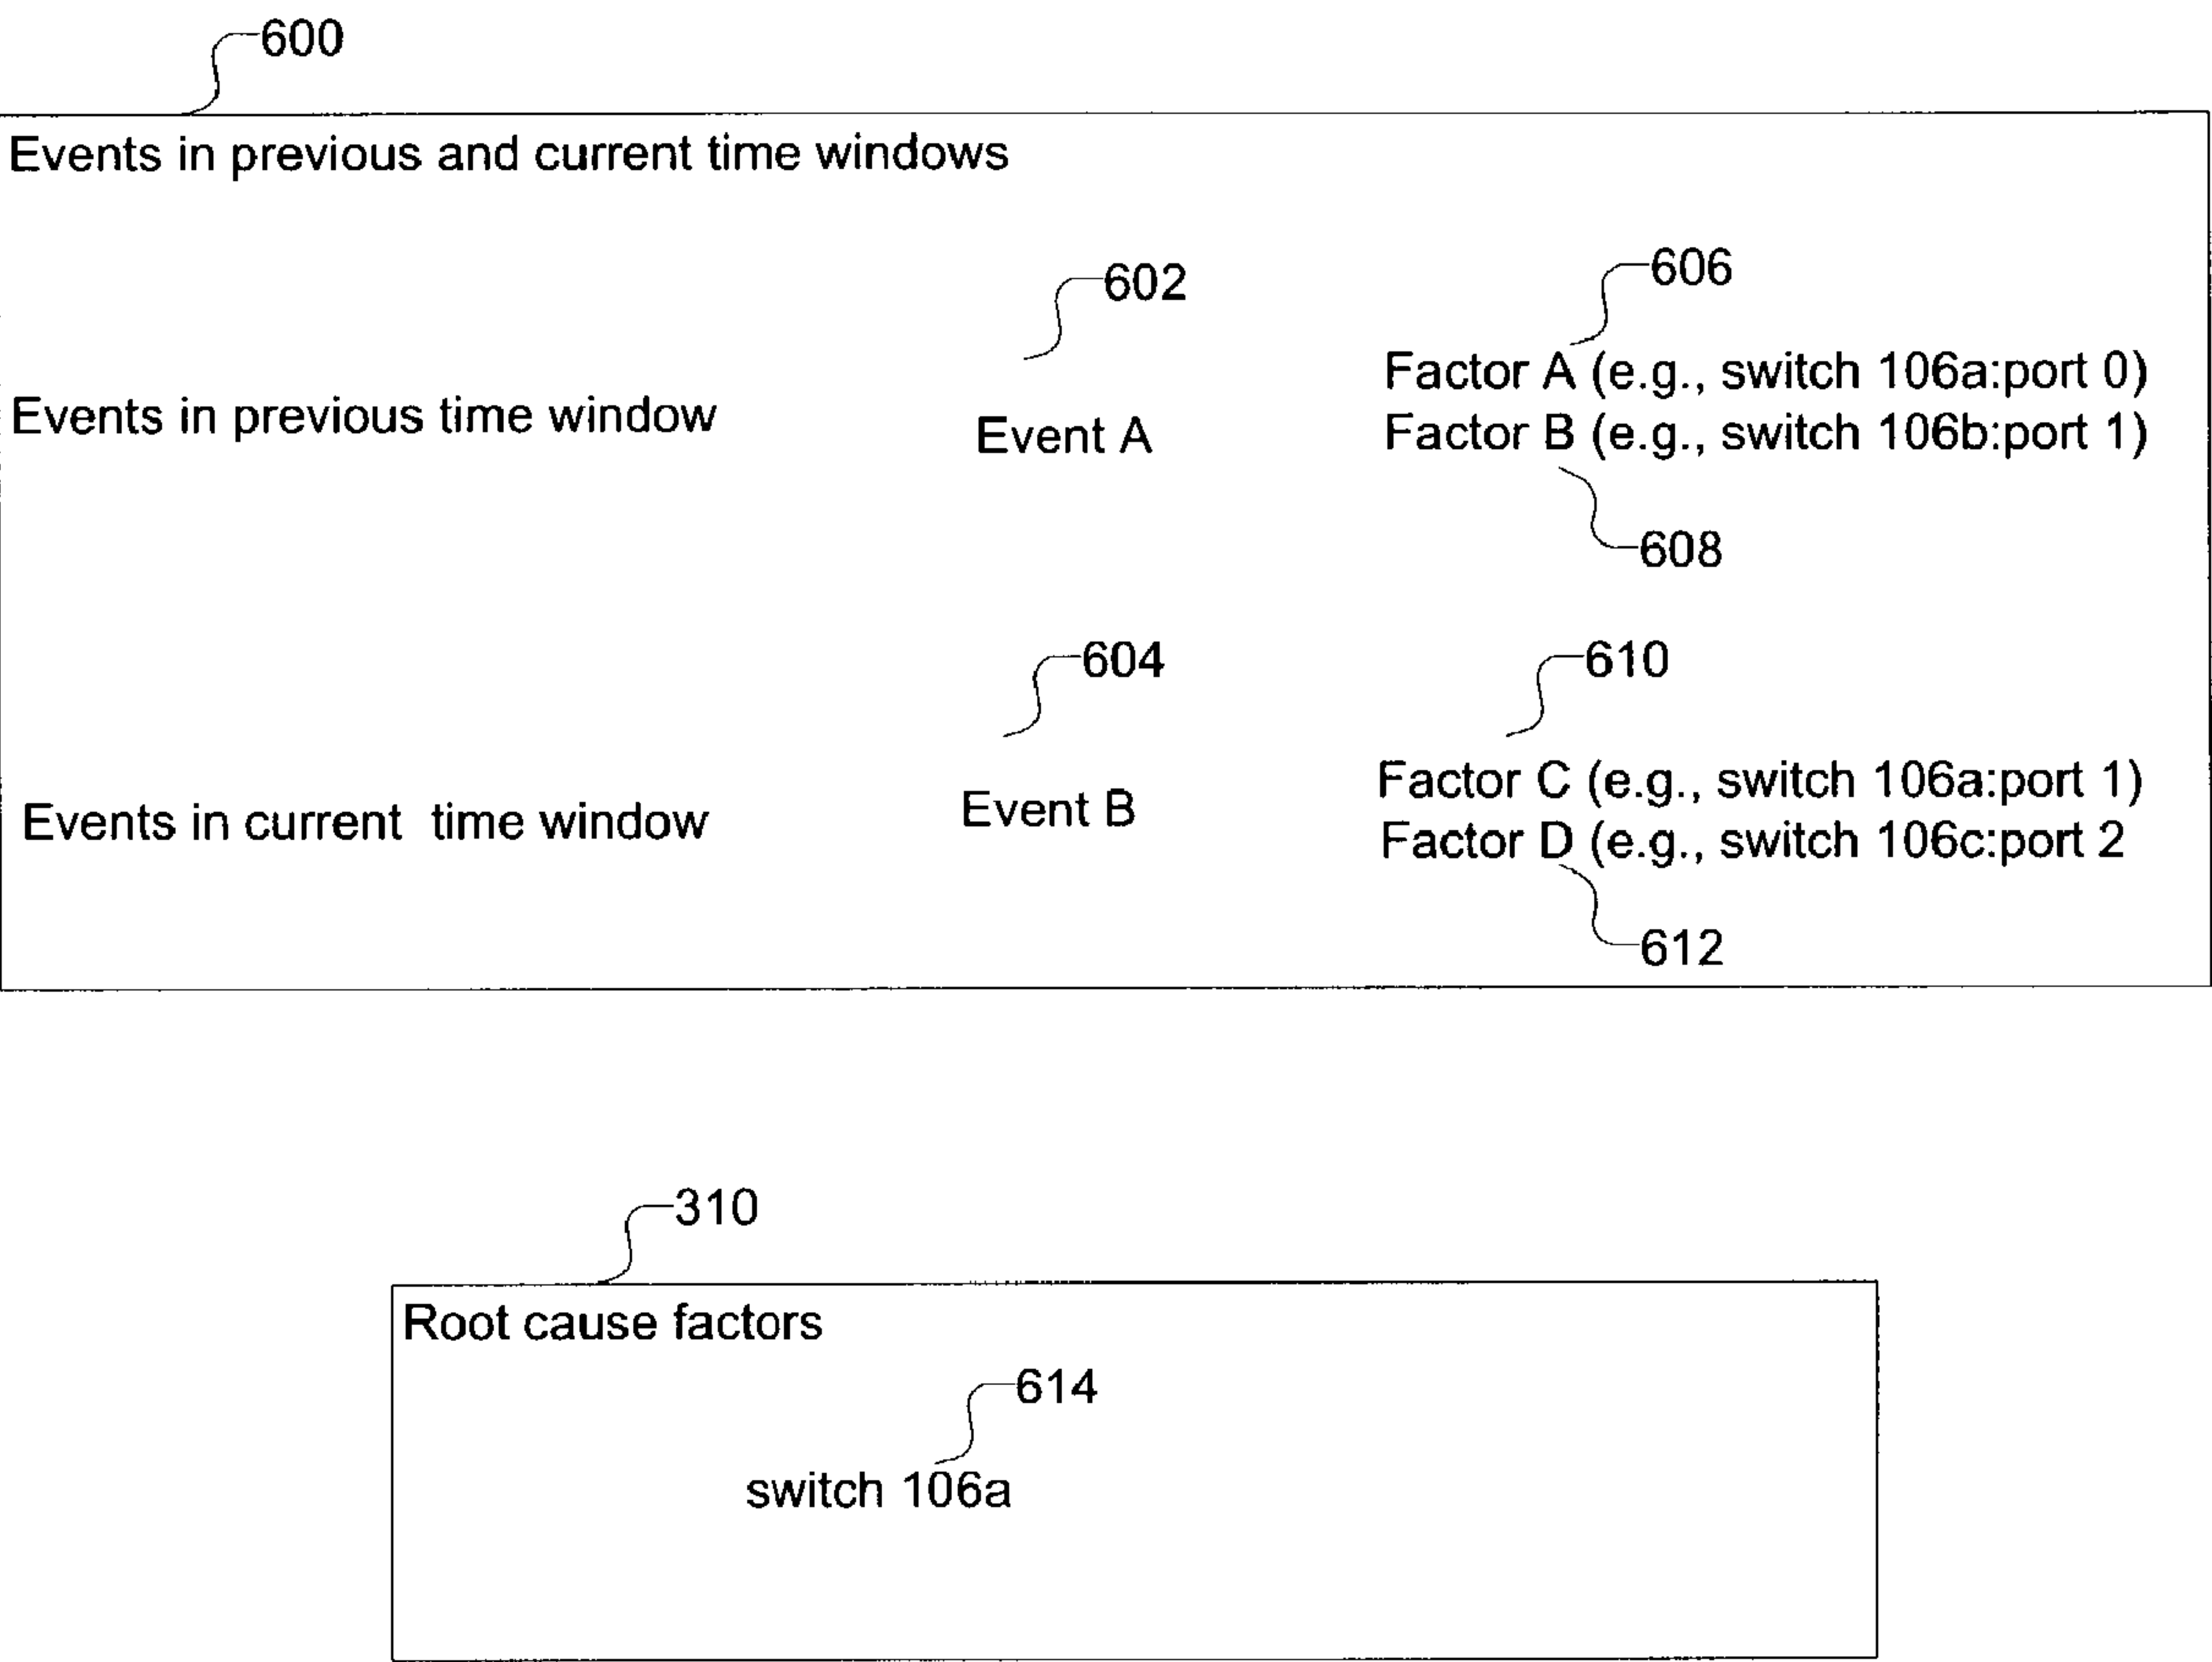 600
Events in previous and current time windows
602
606
Factor A (e.g., switch 106a:port 0)
Events in previous time window
Event A
Factor B (e.g., switch 106b:port 1)
608
604
610
Factor C (e.g., switch 106a:port 1)
Events in current time window
Event B
Factor D (e.g., switch 106c:port 2
612
310
Root cause factors
614
switch 106a